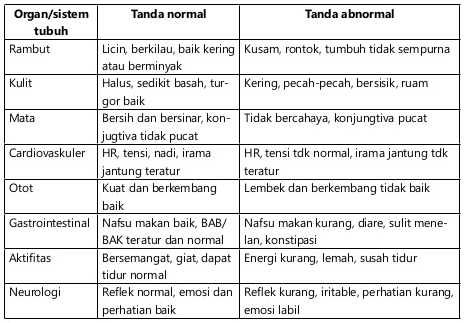 Organ/sistem tubuh | Tanda normal | Tanda abnormal
Rambut | Licin, berkilau, baik kering atau berminyak | Kusam, rontok, tumbuh tidak sempurna
Kulit | Halus, sedikit basah, tur-gor baik | Kering, pecah-pecah, bersisik, ruam
Mata | Bersih dan bersinar, kon-jugtiva tidak pucat | Tidak bercahaya, konjungtiva pucat
Cardiovaskuler | HR, tensi, nadi, irama jantung teratur | HR, tensi tdk normal, irama jantung tdk teratur
Otot | Kuat dan berkembang baik | Lembek dan berkembang tidak baik
Gastrointestinal | Nafsu makan baik, BAB/BAK teratur dan normal | Nafsu makan kurang, diare, sulit mene-lan, konstipasi
Aktifitas | Bersemangat, giat, dapat tidur normal | Energi kurang, lemah, susah tidur
Neurologi | Reflek normal, emosi dan perhatian baik | Reflek kurang, iritable, perhatian kurang, emosi labil